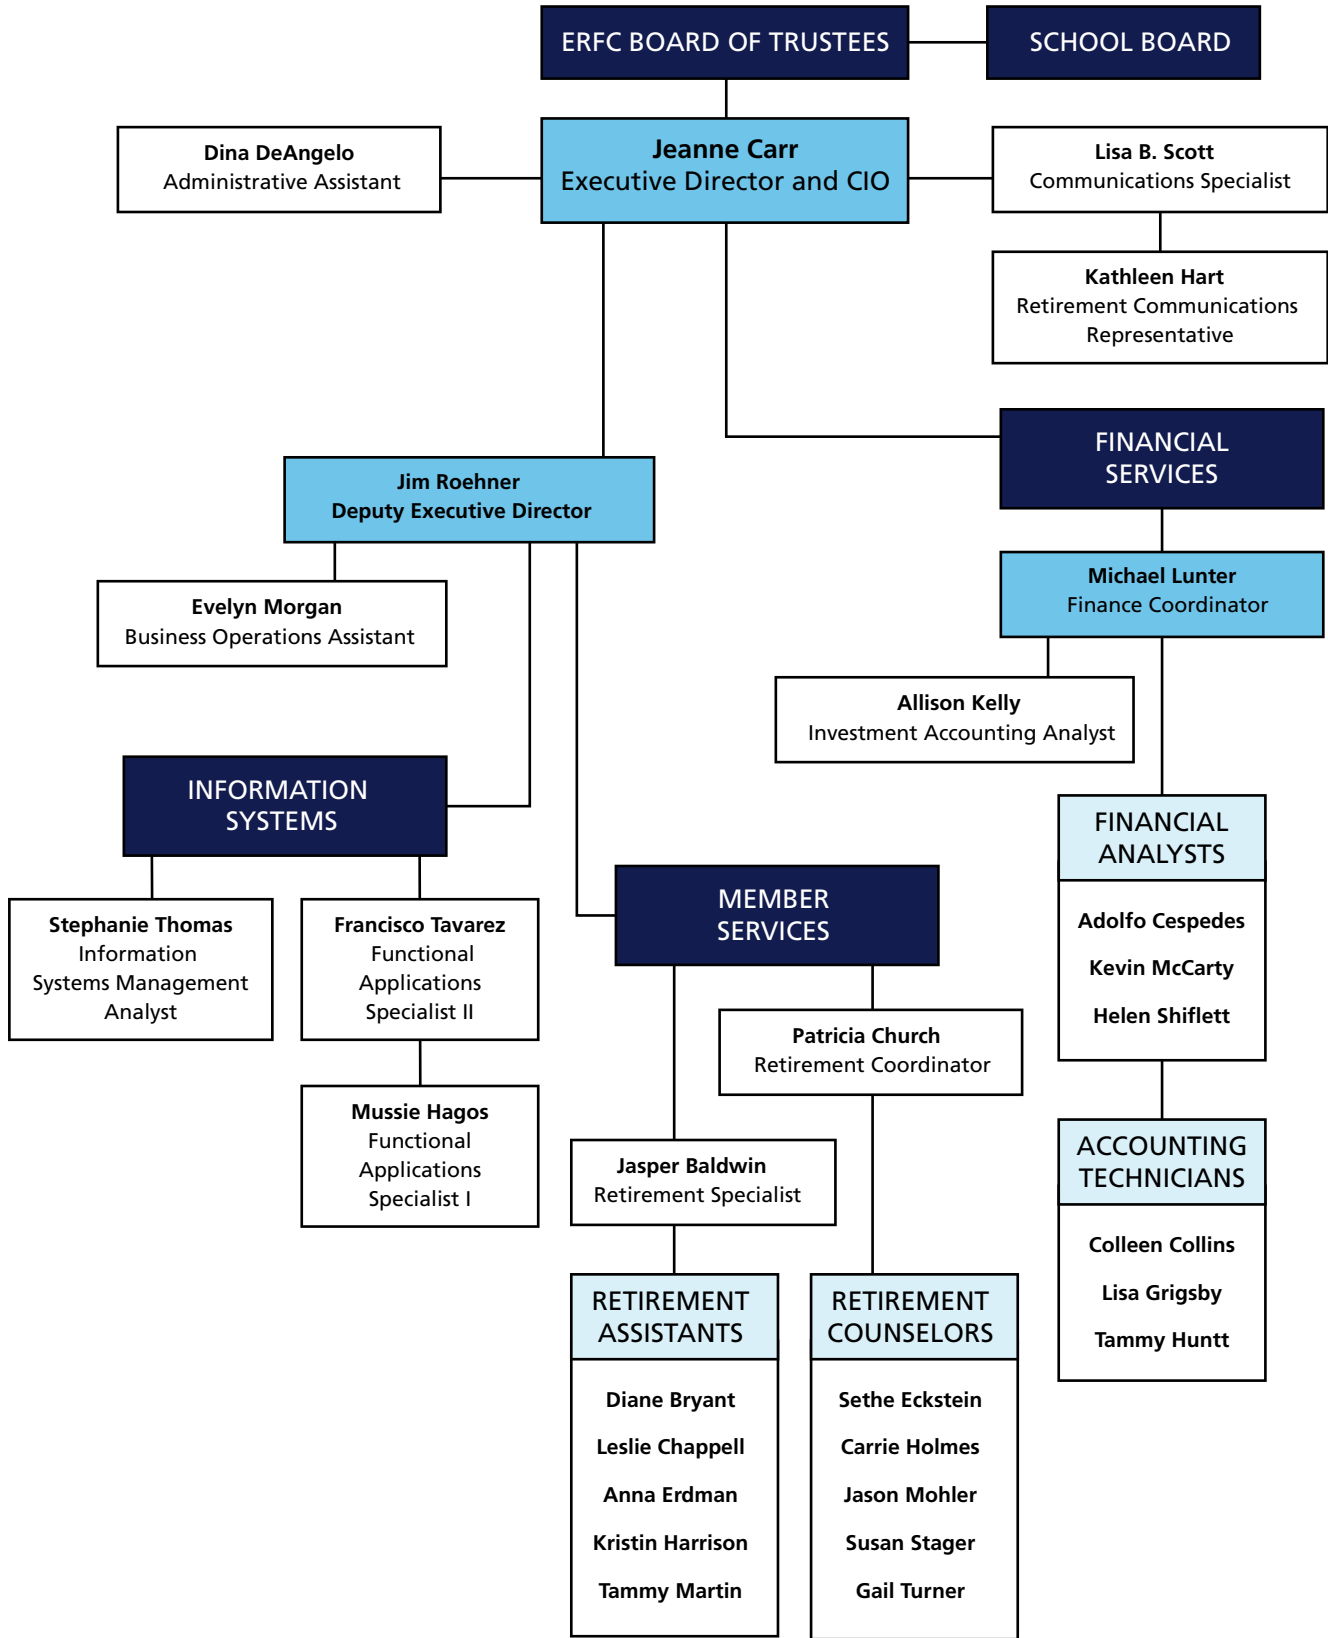 ERFC BOARD OF TRUSTEES
SCHOOL BOARD
Dina DeAngelo
Administrative Assistant
Jeanne Carr
Executive Director and CIO
Lisa B. Scott
Communications Specialist
Kathleen Hart
Retirement Communications
Representative
FINANCIAL
SERVICES
Jim Roehner
Deputy Executive Director
Michael Lunter
Finance Coordinator
Evelyn Morgan
Business Operations Assistant
Allison Kelly
Investment Accounting Analyst
INFORMATION
SYSTEMS
FINANCIAL
ANALYSTS
Adolfo Cespedes
Kevin McCarty
Helen Shiflett
MEMBER
SERVICES
Stephanie Thomas
Information
Systems Management
Analyst
Francisco Tavarez
Functional
Applications
Specialist II
Patricia Church
Retirement Coordinator
Mussie Hagos
Functional
Applications
Specialist I
Jasper Baldwin
Retirement Specialist
ACCOUNTING
TECHNICIANS
Colleen Collins
Lisa Grigsby
Tammy Huntt
RETIREMENT
ASSISTANTS
Diane Bryant
Leslie Chappell
Anna Erdman
Kristin Harrison
Tammy Martin
RETIREMENT
COUNSELORS
Sethe Eckstein
Carrie Holmes
Jason Mohler
Susan Stager
Gail Turner